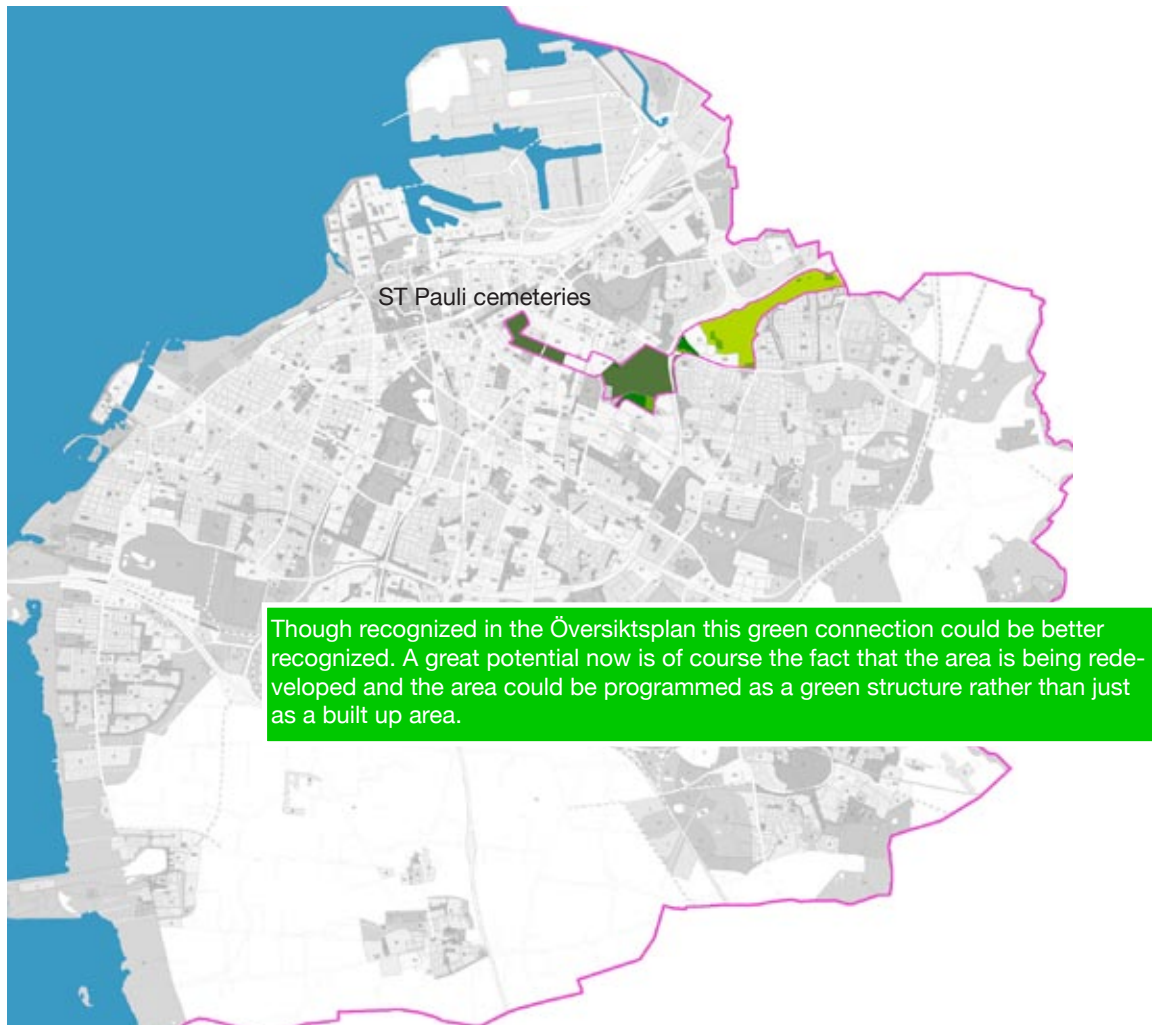 ST Pauli cemeteries
Though recognized in the Översiktsplan this green connection could be better
recognized. A great potential now is of course the fact that the area is being rede-
veloped and the area could be programmed as a green structure rather than just
as a built up area.